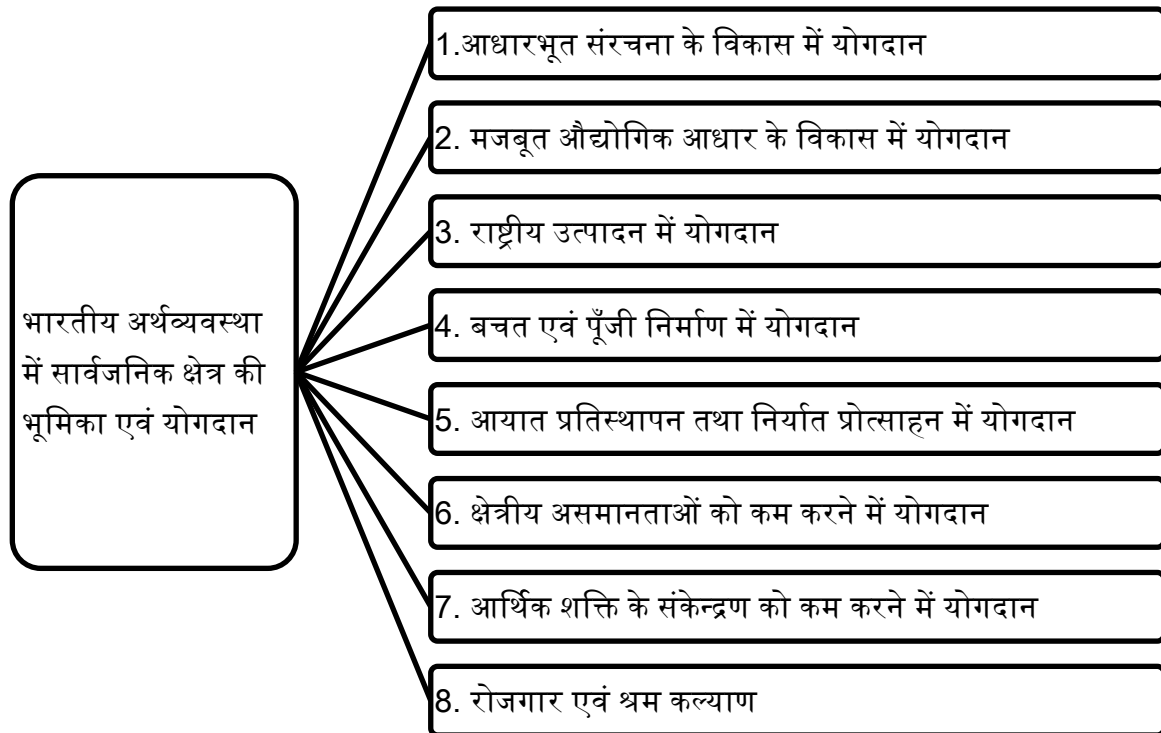 भारतीय अर्थव्यवस्था
में सार्वजनिक क्षेत्र की
भूमिका एवं योगदान
1.आधारभूत संरचना के विकास में योगदान
2. मजबूत औद्योगिक आधार के विकास में योगदान
3. राष्ट्रीय उत्पादन में योगदान
4. बचत एवं पूँजी निर्माण में योगदान
5. आयात प्रतिस्थापन तथा निर्यात प्रोत्साहन में योगदान
6. क्षेत्रीय असमानताओं को कम करने में योगदान
7. आर्थिक शक्ति के संकेन्द्रण को कम करने में योगदान
8. रोजगार एवं श्रम कल्याण